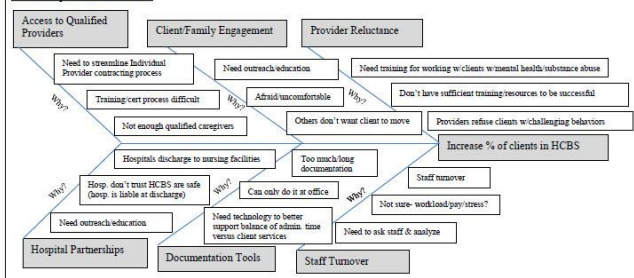 Access to Qualified
Providers
Client/Family Engagement
Provider Reluctance
Need to streamline Individual
Provider contracting process
Need outreach/education
Need training for working w/clients w/mental health/substance abuse
Why?
Training/cert process difficult
Why?
Afraid/uncomfortable
Why?
Don't have sufficient training/resources to be successful
Not enough qualified caregivers
Others don't want client to move
Providers refuse clients w/challenging behaviors
Increase % of clients in HCBS
Hospitals discharge to nursing facilities
Too much/long
documentation
Staff turnover
Why?
Hosp. don't trust HCBS are safe
(hosp. is liable at discharge)
Why?
Can only do it at office
Why?
Not sure- workload/pay/stress?
Need outreach/education
Need technology to better
support balance of admin. time
versus client services
Need to ask staff & analyze
Hospital Partnerships
Documentation Tools
Staff Turnover